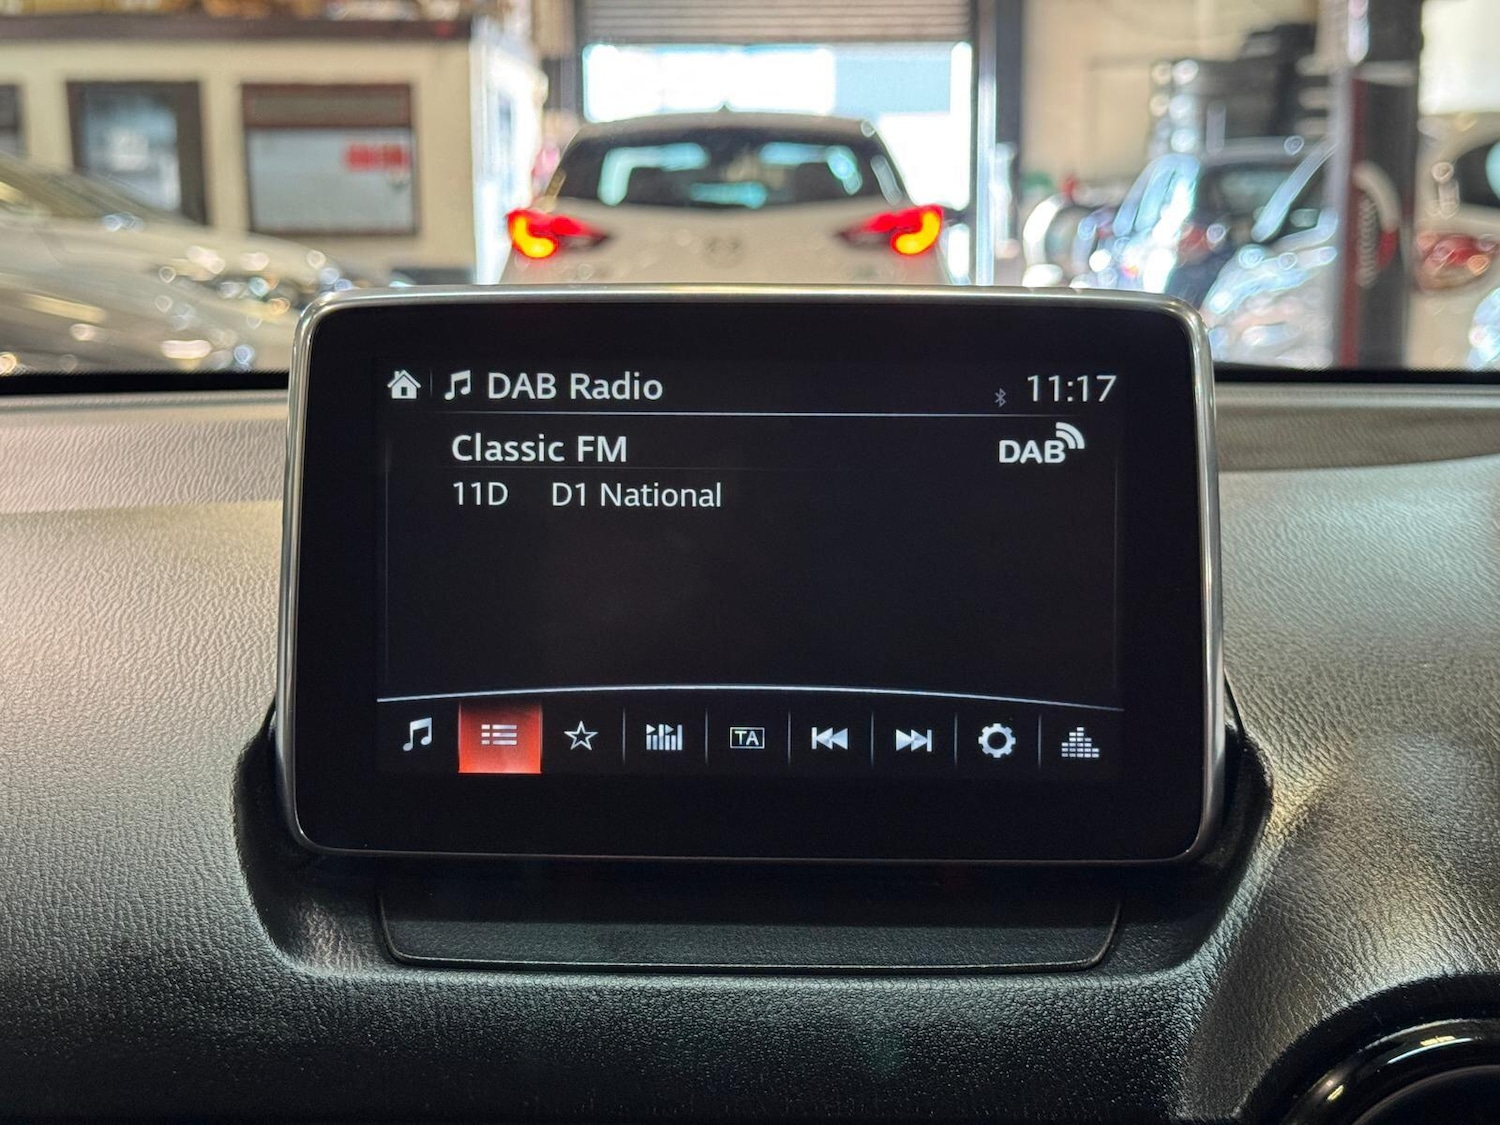 DAB Radio 11:17
Classic FM DAB
11D D1 National
TA